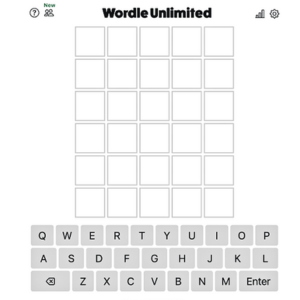 New
Wordle Unlimited
?
Q W E R T Y U I O P
A S D F G H J K L
Z X C V B N M Enter